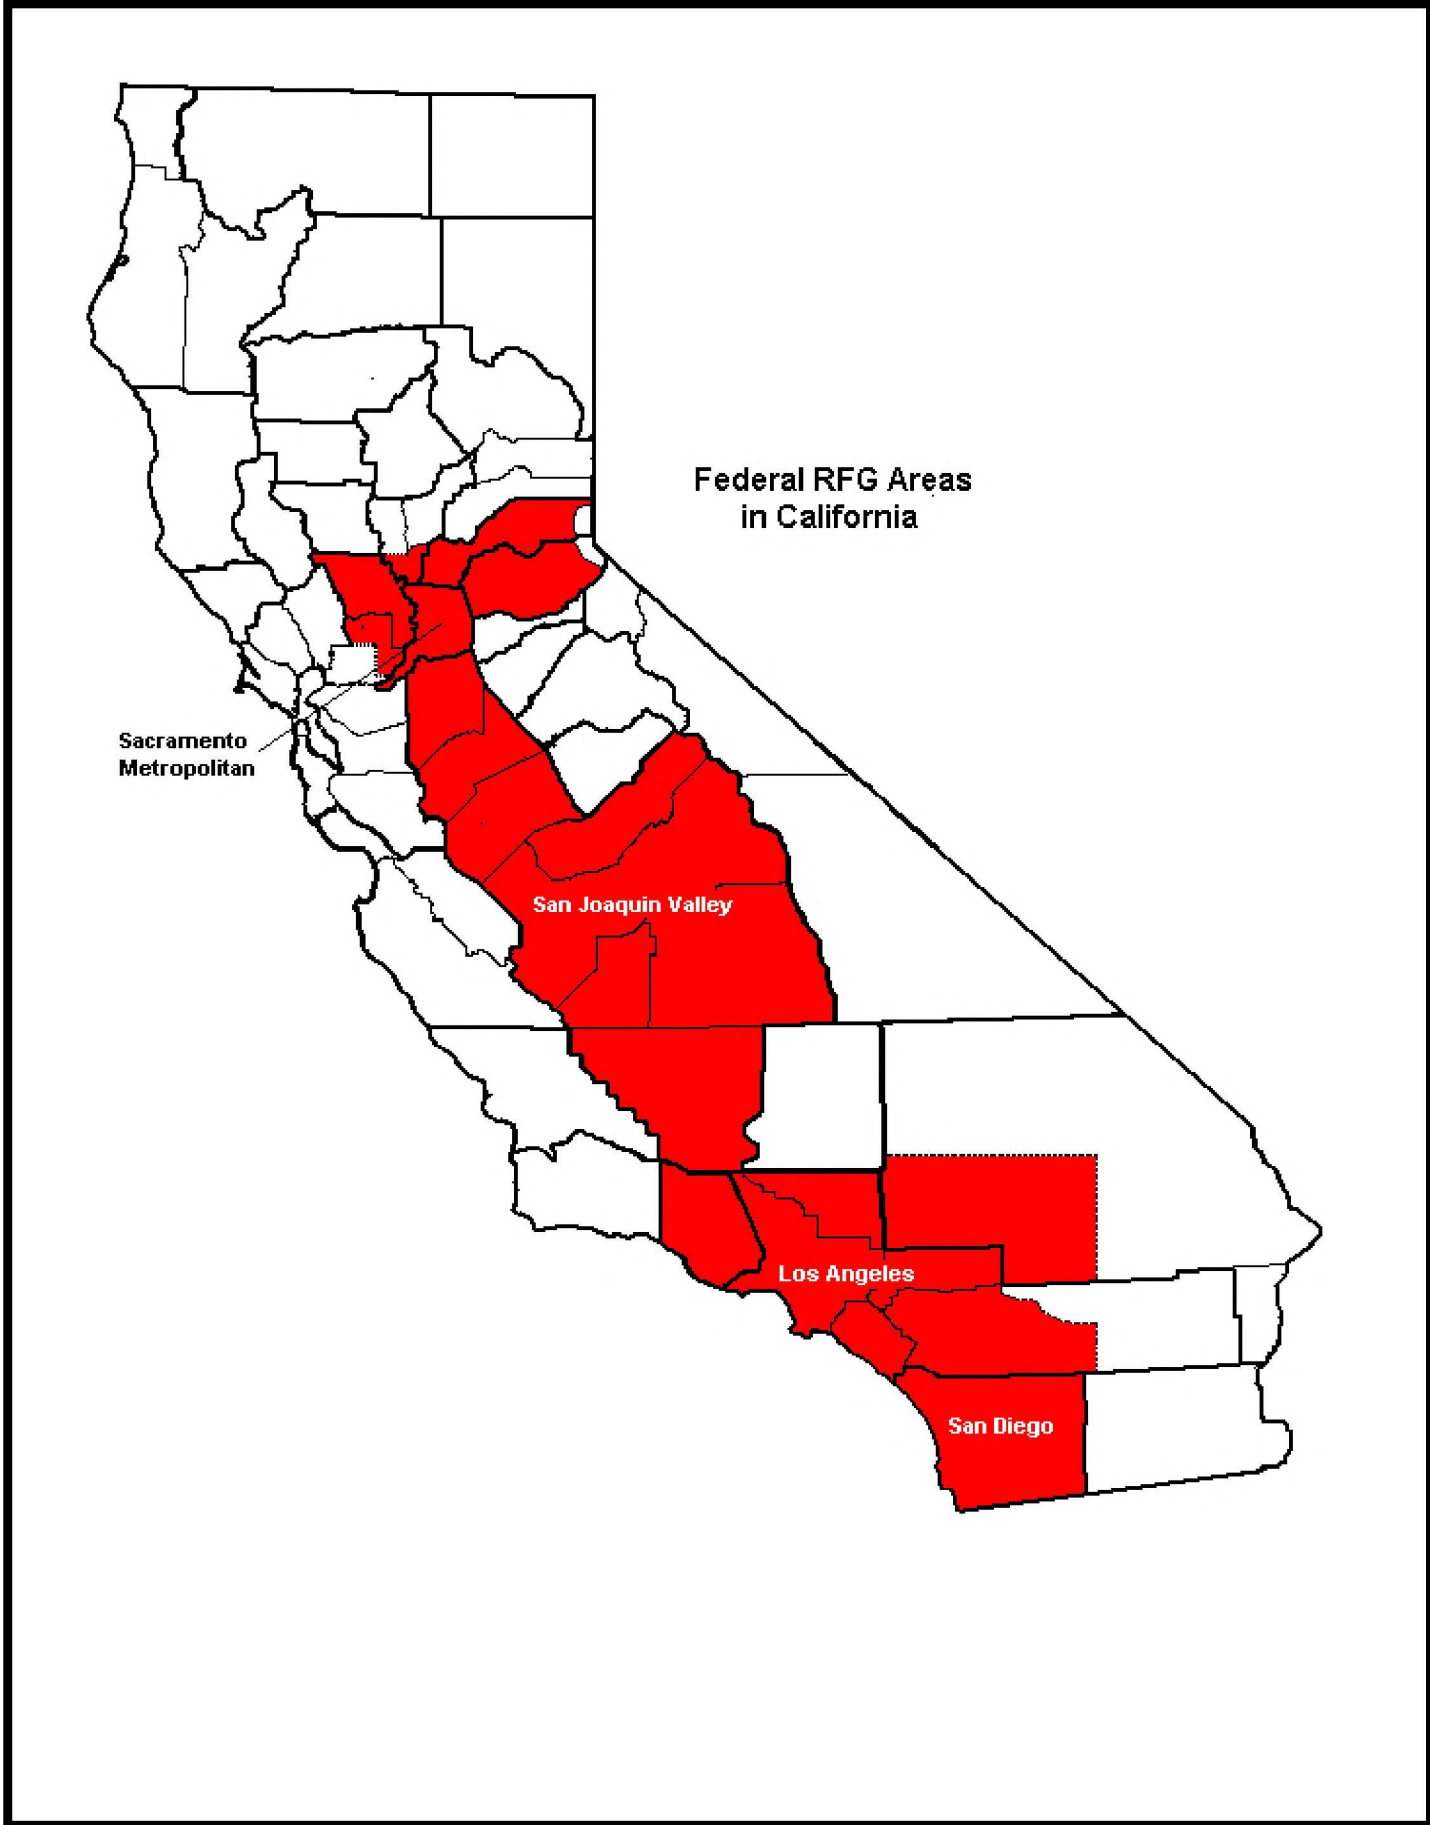 Federal RFG Areas
in California
Sacramento
Metropolitan
San Joaquin Valley
Los Angeles
San Diego